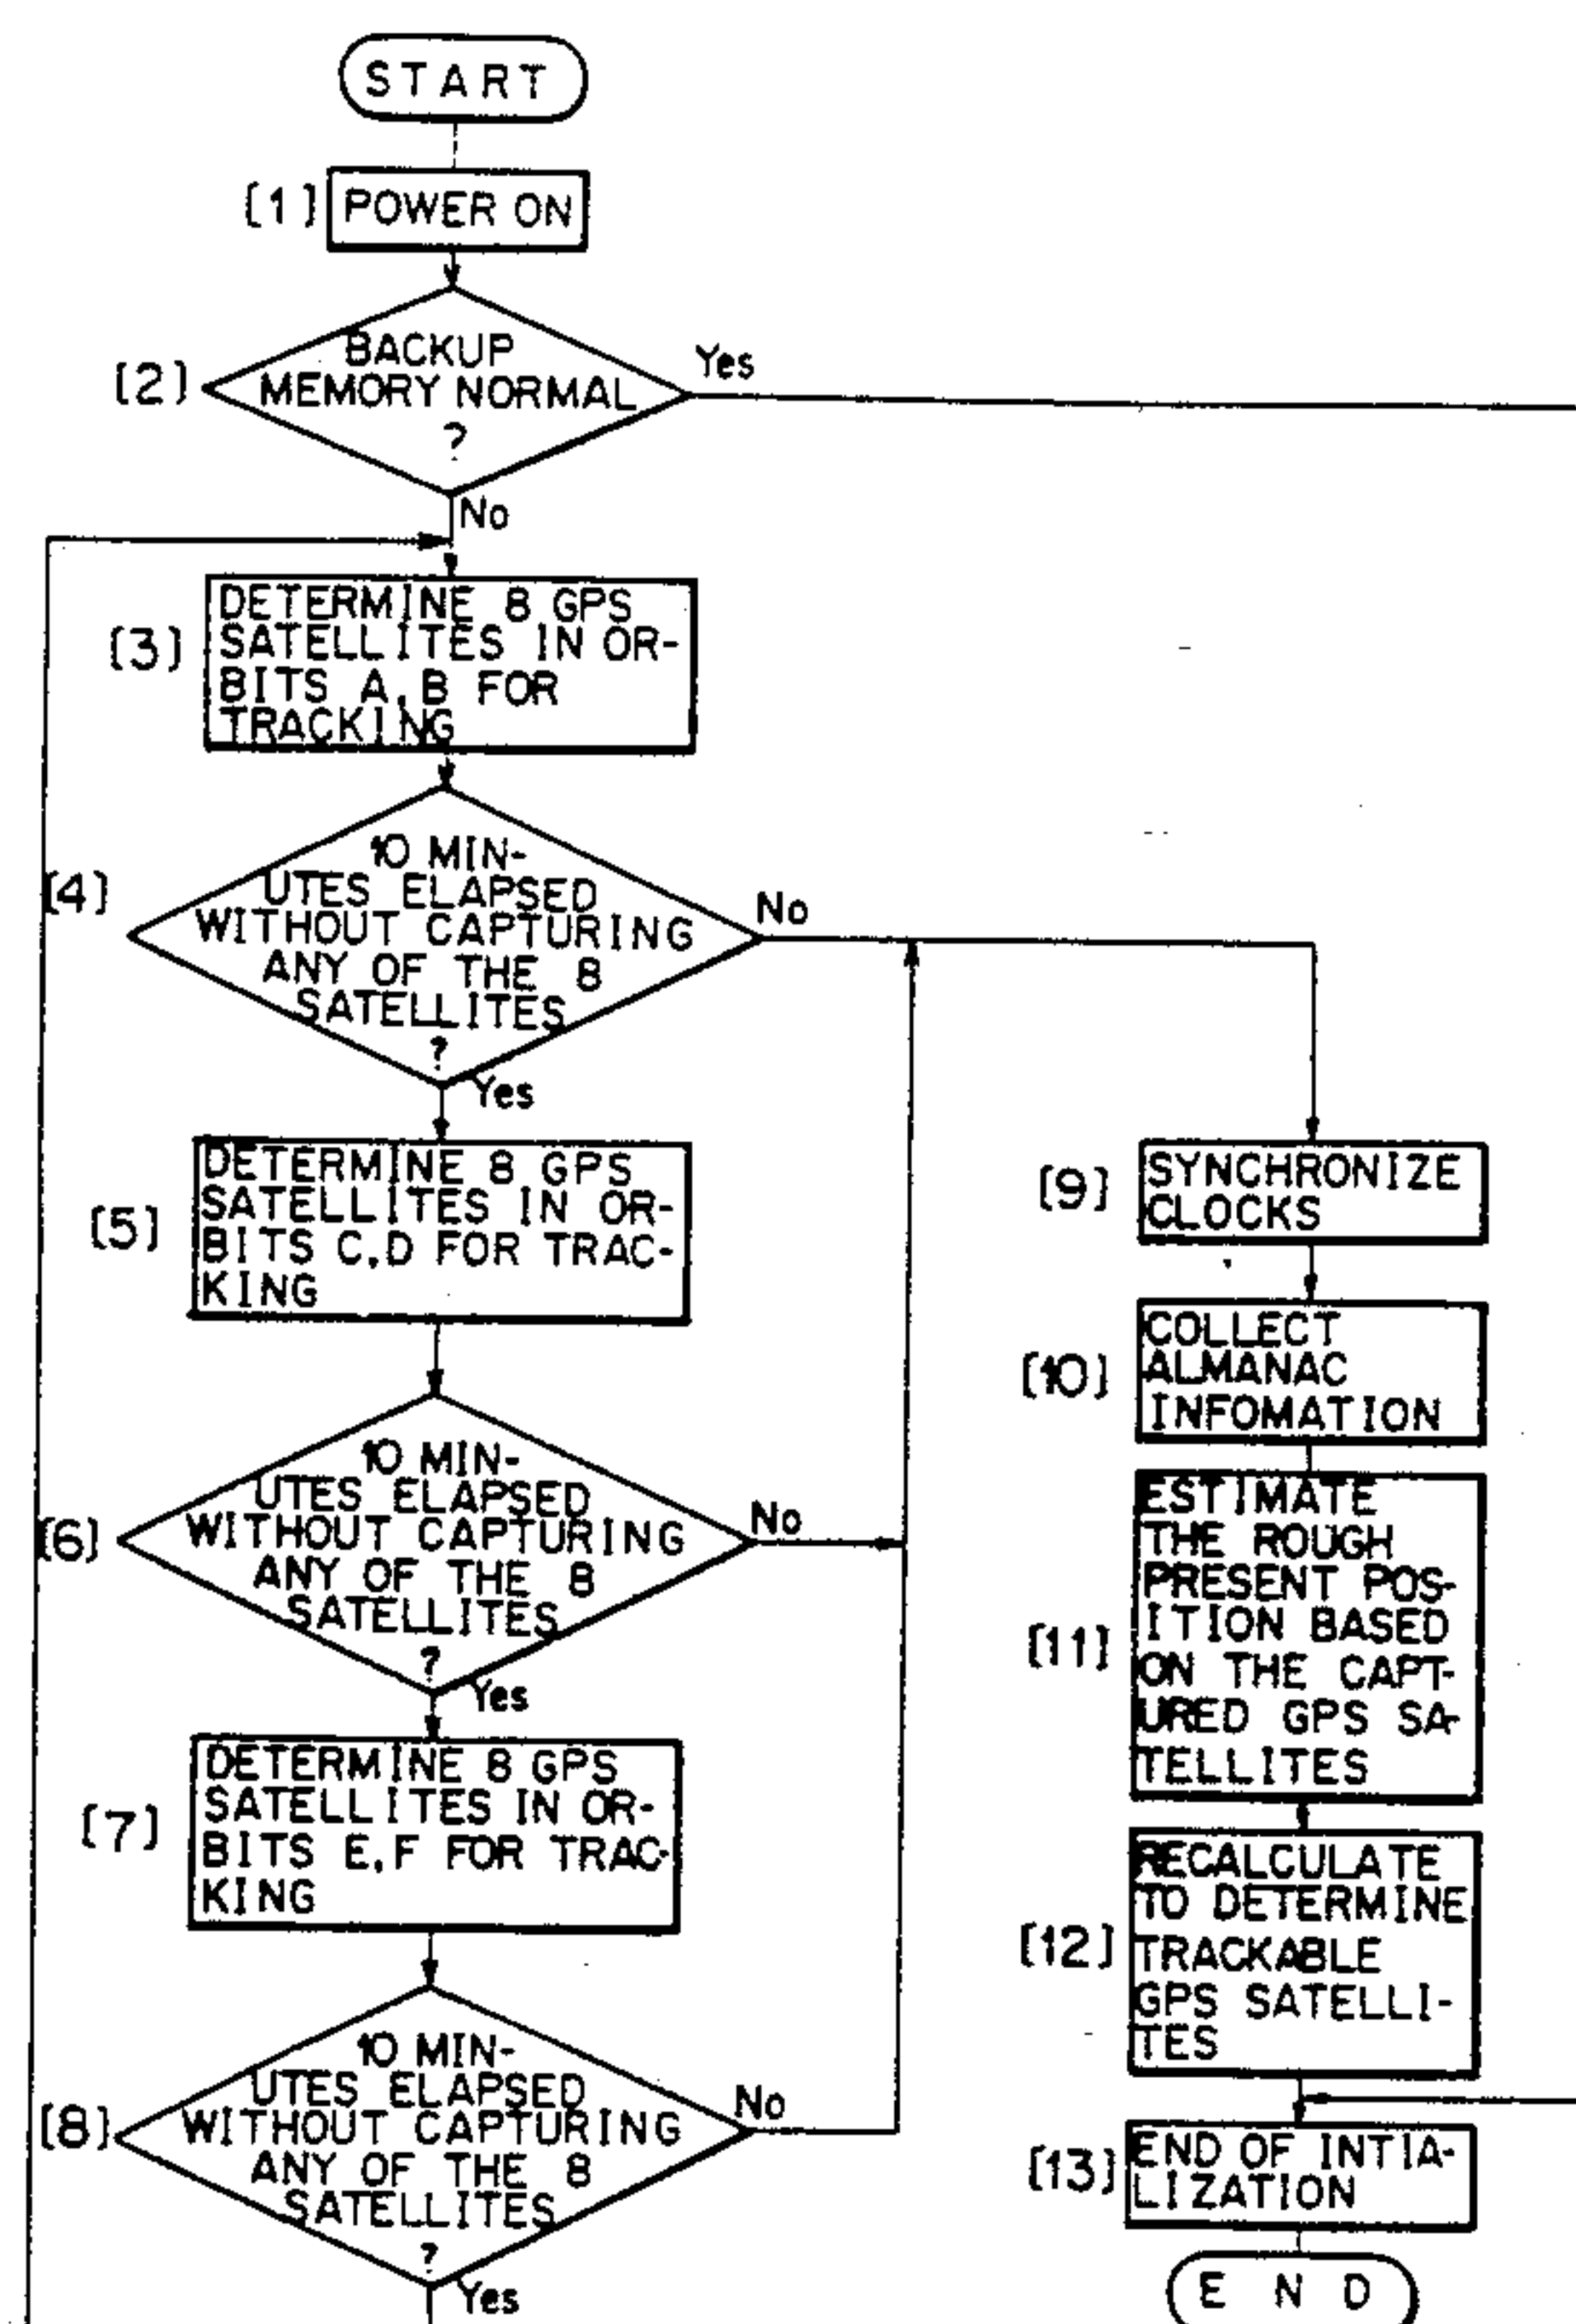 START
[1] POWER ON
[2] BACKUP
MEMORY NORMAL
?
Yes
No
[3] DETERMINE 8 GPS
SATELLITES IN OR-
BITS A,B FOR
TRACKING
[4] 10 MIN-
UTES ELAPSED
WITHOUT CAPTURING
ANY OF THE 8
SATELLITES
?
No
Yes
[5] DETERMINE 8 GPS
SATELLITES IN OR-
BITS C,D FOR TRAC-
KING
[6] 10 MIN-
UTES ELAPSED
WITHOUT CAPTURING
ANY OF THE 8
SATELLITES
?
No
Yes
[7] DETERMINE 8 GPS
SATELLITES IN OR-
BITS E,F FOR TRAC-
KING
[8] 10 MIN-
UTES ELAPSED
WITHOUT CAPTURING
ANY OF THE 8
SATELLITES
?
No
Yes
[9] SYNCHRONIZE
CLOCKS
[10] COLLECT
ALMANAC
INFOMATION
[11] ESTIMATE
THE ROUGH
PRESENT POS-
ITION BASED
ON THE CAPT-
URED GPS SA-
TELLITES
[12] RECALCULATE
TO DETERMINE
TRACKABLE
GPS SATELLI-
TES
[13] END OF INTIA-
LIZATION
END